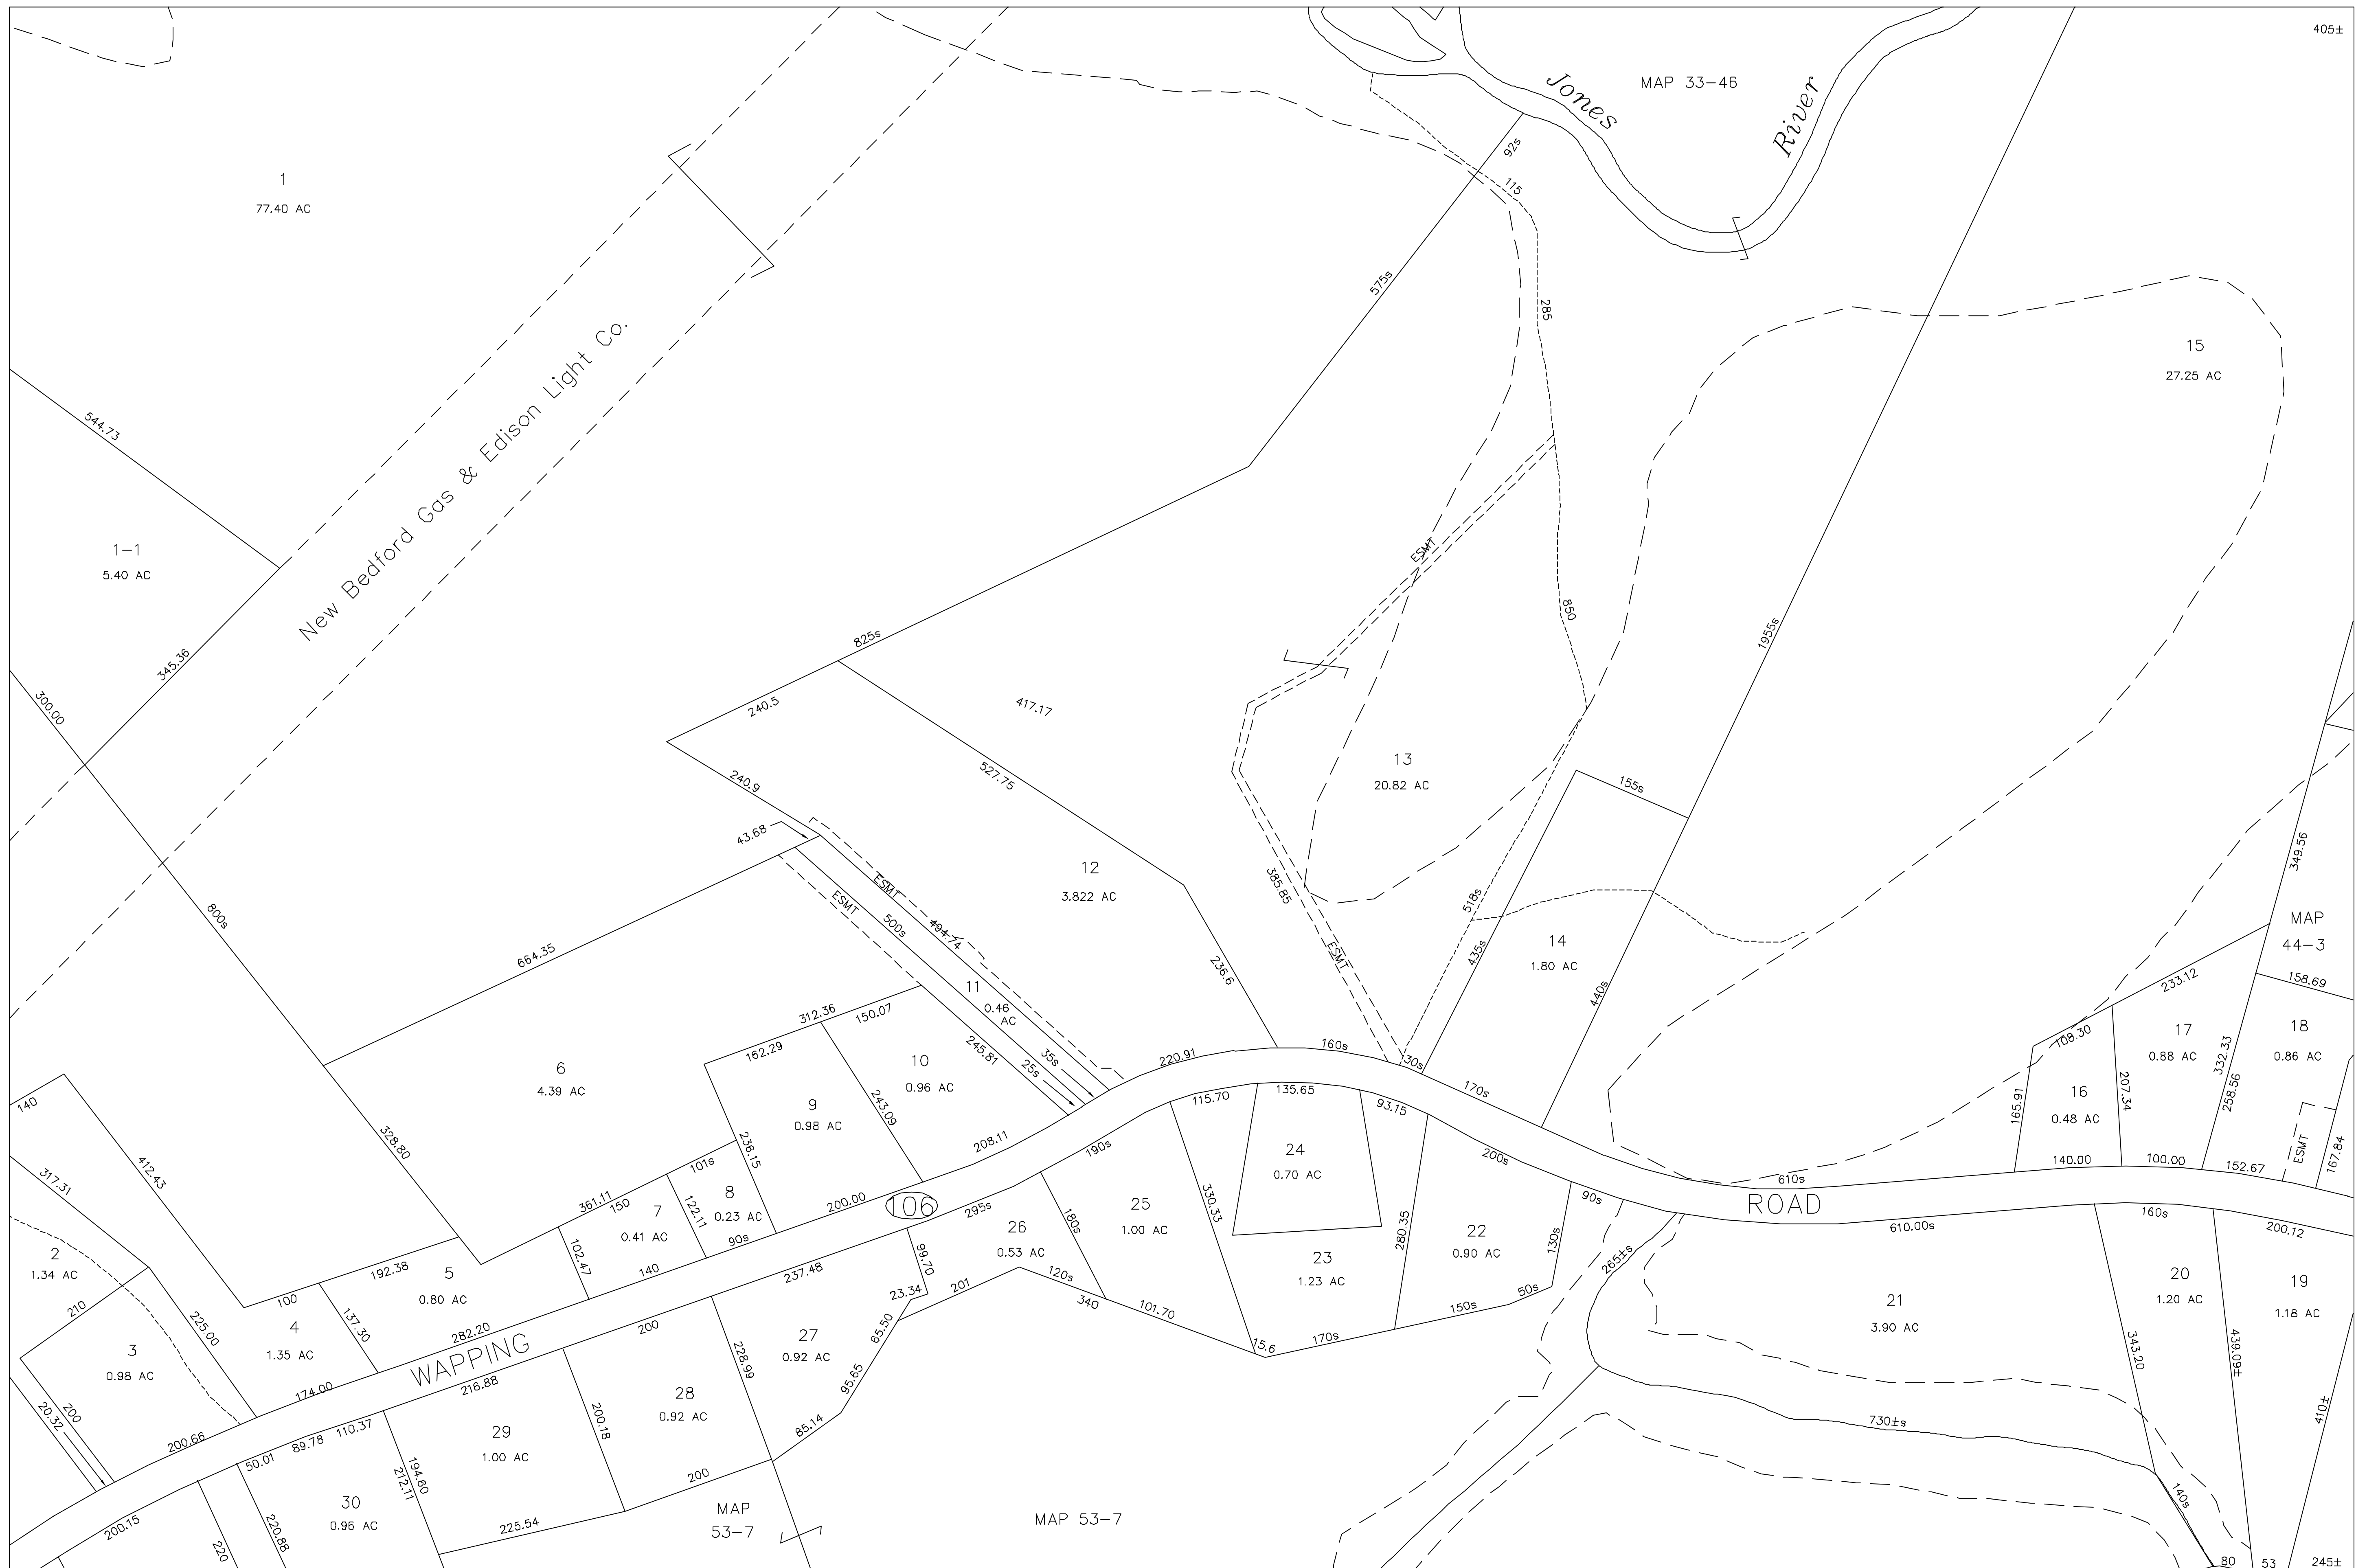 405±
MAP 33-46
Jones
River
92s
115
1
77.40 AC
575s
285
15
27.25 AC
New Bedford Gas & Edison Light Co.
544.73
1-1
5.40 AC
ESMT
850
1955s
825s
345.36
300.00
240.5
417.17
527.75
240.9
13
20.82 AC
155s
43.68
12
3.822 AC
385.85
349.56
ESMT
ESMT
500s
494.74
518s
800s
MAP
44-3
664.35
236.6
ESMT
435s
14
1.80 AC
11
0.46
AC
440s
233.12
158.69
312.36
150.07
162.29
245.81
35s
25s
220.91
160s
30s
170s
108.30
17
0.88 AC
18
0.86 AC
332.33
6
4.39 AC
10
0.96 AC
9
0.98 AC
243.09
140
115.70
135.65
93.15
165.91
16
0.48 AC
207.34
258.56
328.80
236.15
208.11
190s
200s
ESMT
167.84
412.43
317.31
101s
24
0.70 AC
140.00
100.00
152.67
361.11
150
122.11
8
0.23 AC
7
0.41 AC
200.00
106
295s
180s
25
1.00 AC
330.33
90s
610s
ROAD
610.00s
160s
200.12
2
1.34 AC
102.47
90s
99.70
26
0.53 AC
280.35
22
0.90 AC
130s
265±s
192.38
5
0.80 AC
140
237.48
23.34
201
120s
340
101.70
23
1.23 AC
150s
50s
20
1.20 AC
19
1.18 AC
210
225.00
100
137.30
4
1.35 AC
282.20
WAPPING
200
65.50
15.6
170s
21
3.90 AC
343.20
439.09±
3
0.98 AC
27
0.92 AC
228.99
95.65
174.00
216.88
28
0.92 AC
200
20.32
200.66
110.37
89.78
50.01
29
1.00 AC
200.18
85.14
730±s
410±
194.60
212.11
200
225.54
30
0.96 AC
220.88
200.15
220
MAP
53-7
MAP 53-7
140s
80
53
245±